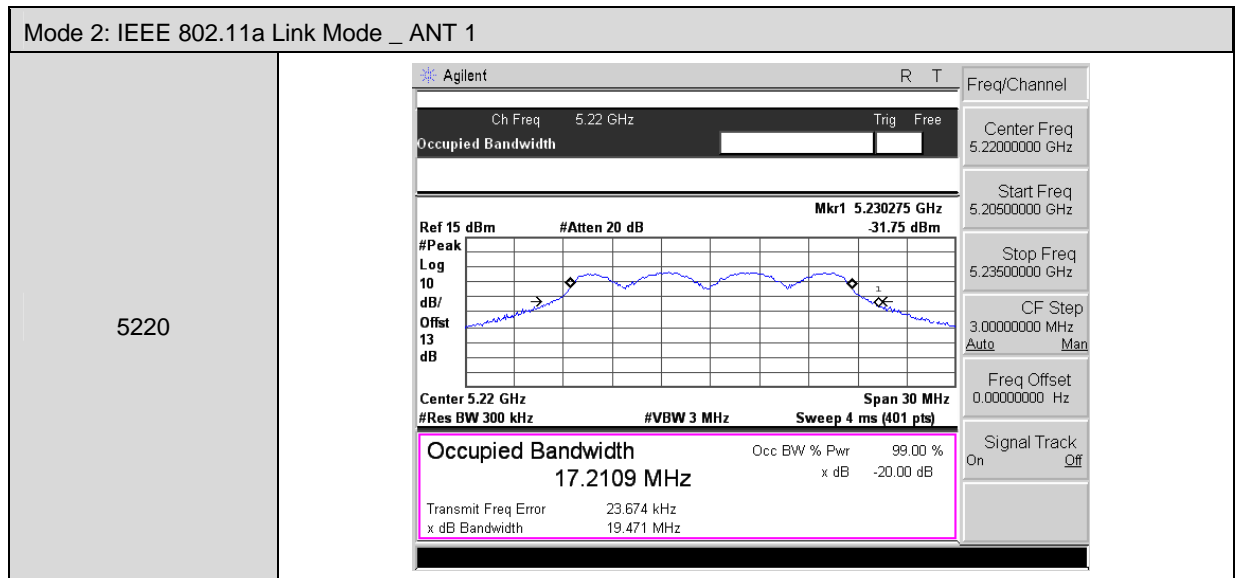 Mode 2: IEEE 802.11a Link Mode _ ANT 1
5220
Agilent R T
Ch Freq 5.22 GHz Trig Free
Occupied Bandwidth
Mkr1 5.230275 GHz
Ref 15 dBm #Atten 20 dB -31.75 dBm
#Peak
Log
10
dB/
Offst
13
dB
1
Center 5.22 GHz Span 30 MHz
#Res BW 300 kHz #VBW 3 MHz Sweep 4 ms (401 pts)
Occupied Bandwidth Occ BW % Pwr 99.00 %
17.2109 MHz x dB -20.00 dB
Transmit Freq Error 23.674 kHz
x dB Bandwidth 19.471 MHz
Freq/Channel
Center Freq
5.22000000 GHz
Start Freq
5.20500000 GHz
Stop Freq
5.23500000 GHz
CF Step
3.00000000 MHz
Auto Man
Freq Offset
0.00000000 Hz
Signal Track
On Off